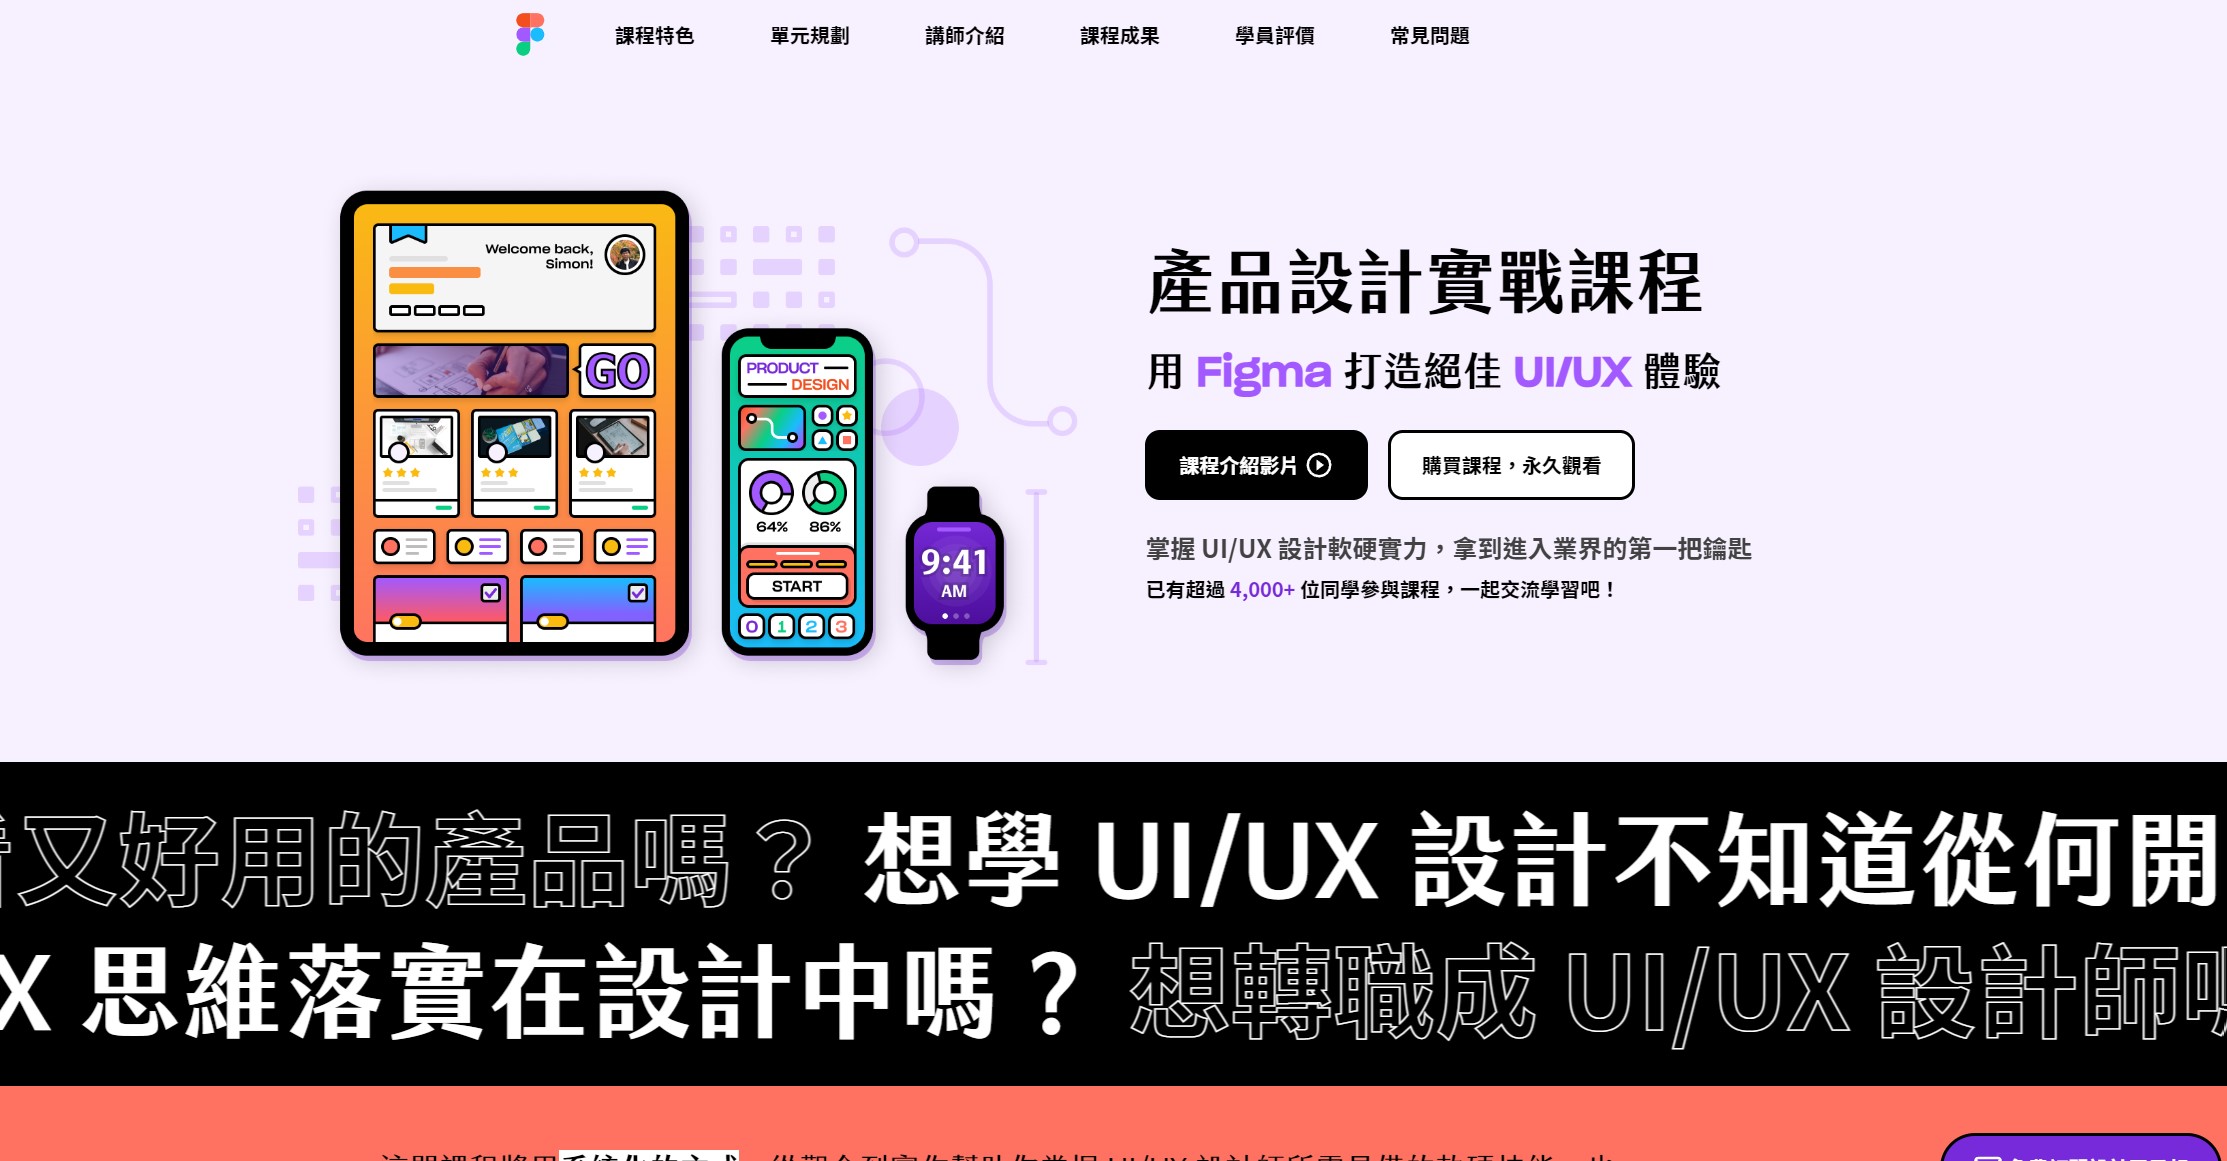 課程特色 單元規劃 講師介紹 課程成果 學員評價 常見問題
Welcome back,
Simon!
GO
PRODUCT
DESIGN
64% 86%
START
0 1 2 3
9:41
AM
產品設計實戰課程
用 Figma 打造絕佳 UI/UX 體驗
課程介紹影片
購買課程，永久觀看
掌握 UI/UX 設計軟硬實力，拿到進入業界的第一把鑰匙
已有超過 4,000+ 位同學參與課程，一起交流學習吧！
又好用的產品嗎？ 想學 UI/UX 設計不知道從何開
X 思維落實在設計中嗎？ 想轉職成 UI/UX 設計師